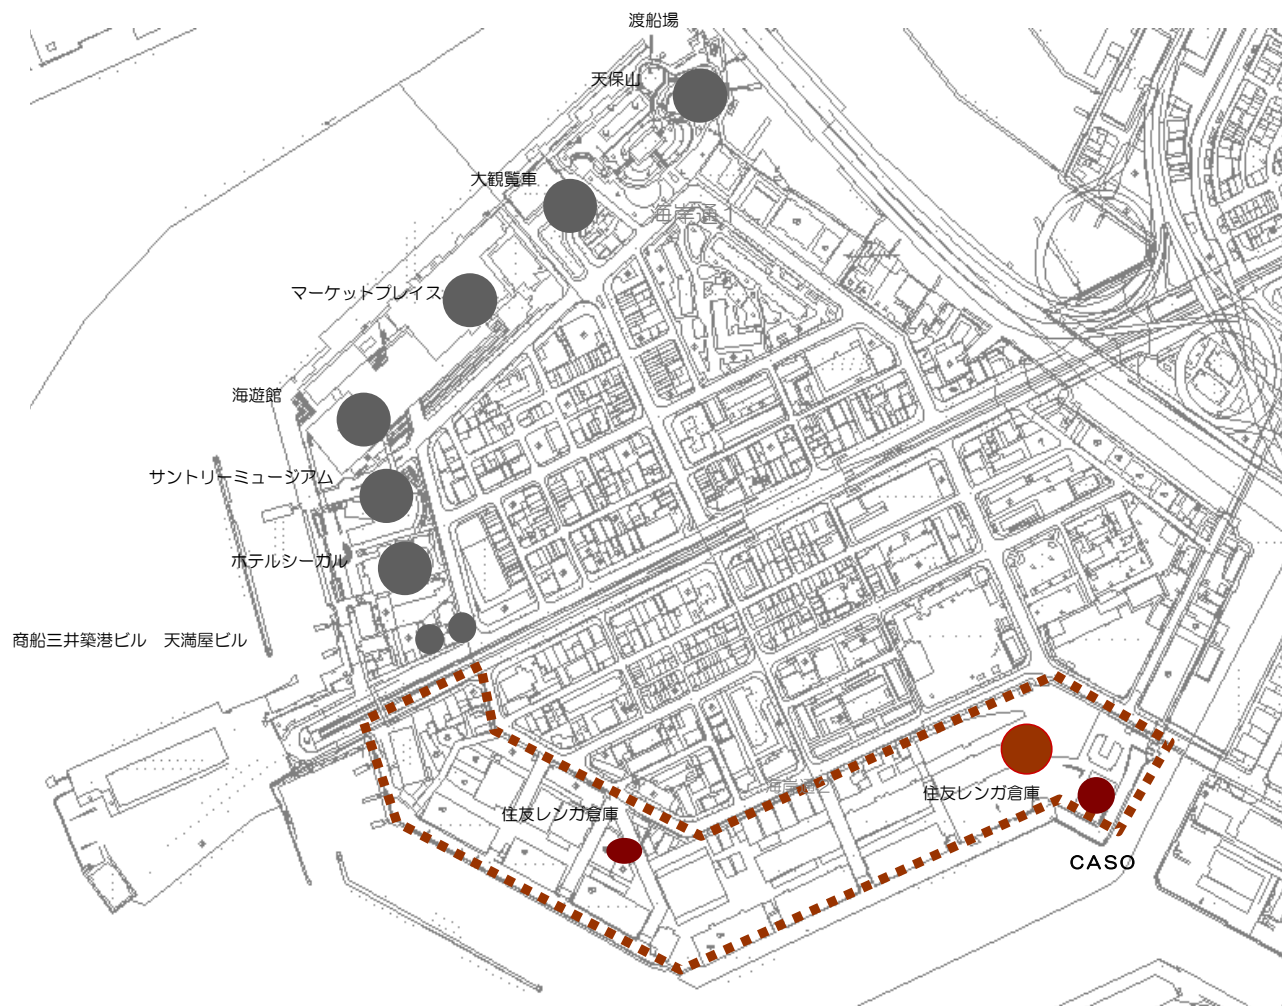 渡船場
天保山
大観覧車
海岸通1
マーケットプレイス
海遊館
サントリーミュージアム
ホテルシーガル
商船三井築港ビル　天満屋ビル
海岸通
住友レンガ倉庫
住友レンガ倉庫
CASO